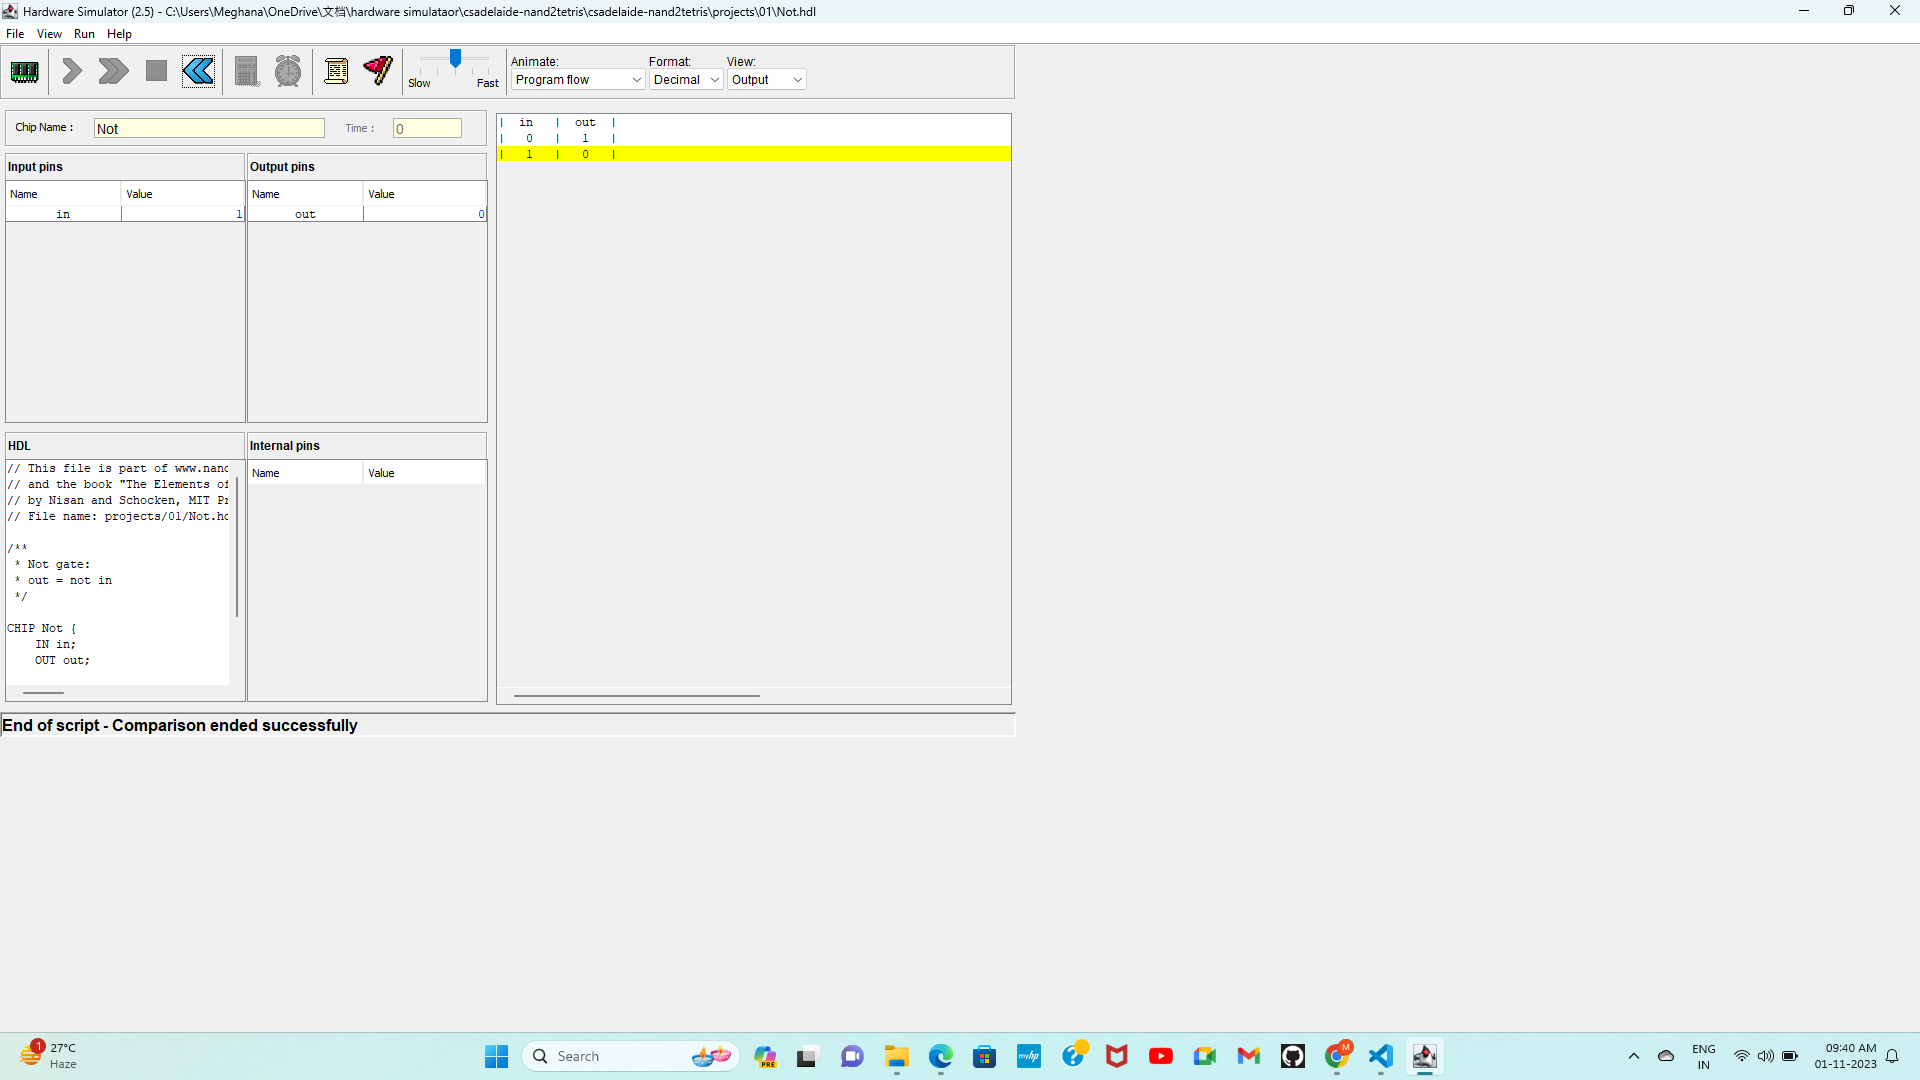 Hardware Simulator (2.5) - C:\Users\Meghana\OneDrive\文档\hardware simulataor\csadelaide-nand2tetris\csadelaide-nand2tetris\projects\01\Not.hdl
File View Run Help
Slow Fast
Animate: Format: View:
Program flow Decimal Output
Chip Name : Not Time : 0
Input pins
Name Value
in 1
Output pins
Name Value
out 0
| in | out |
| 0 | 1 |
| 1 | 0 |
HDL
// This file is part of www.nand
// and the book "The Elements of
// by Nisan and Schocken, MIT Pr
// File name: projects/01/Not.hd
/**
* Not gate:
* out = not in
*/
CHIP Not {
IN in;
OUT out;
Internal pins
Name Value
End of script - Comparison ended successfully
1
27°C
Haze
Search
PRE
myhp
?
M
ENG
IN
09:40 AM
01-11-2023